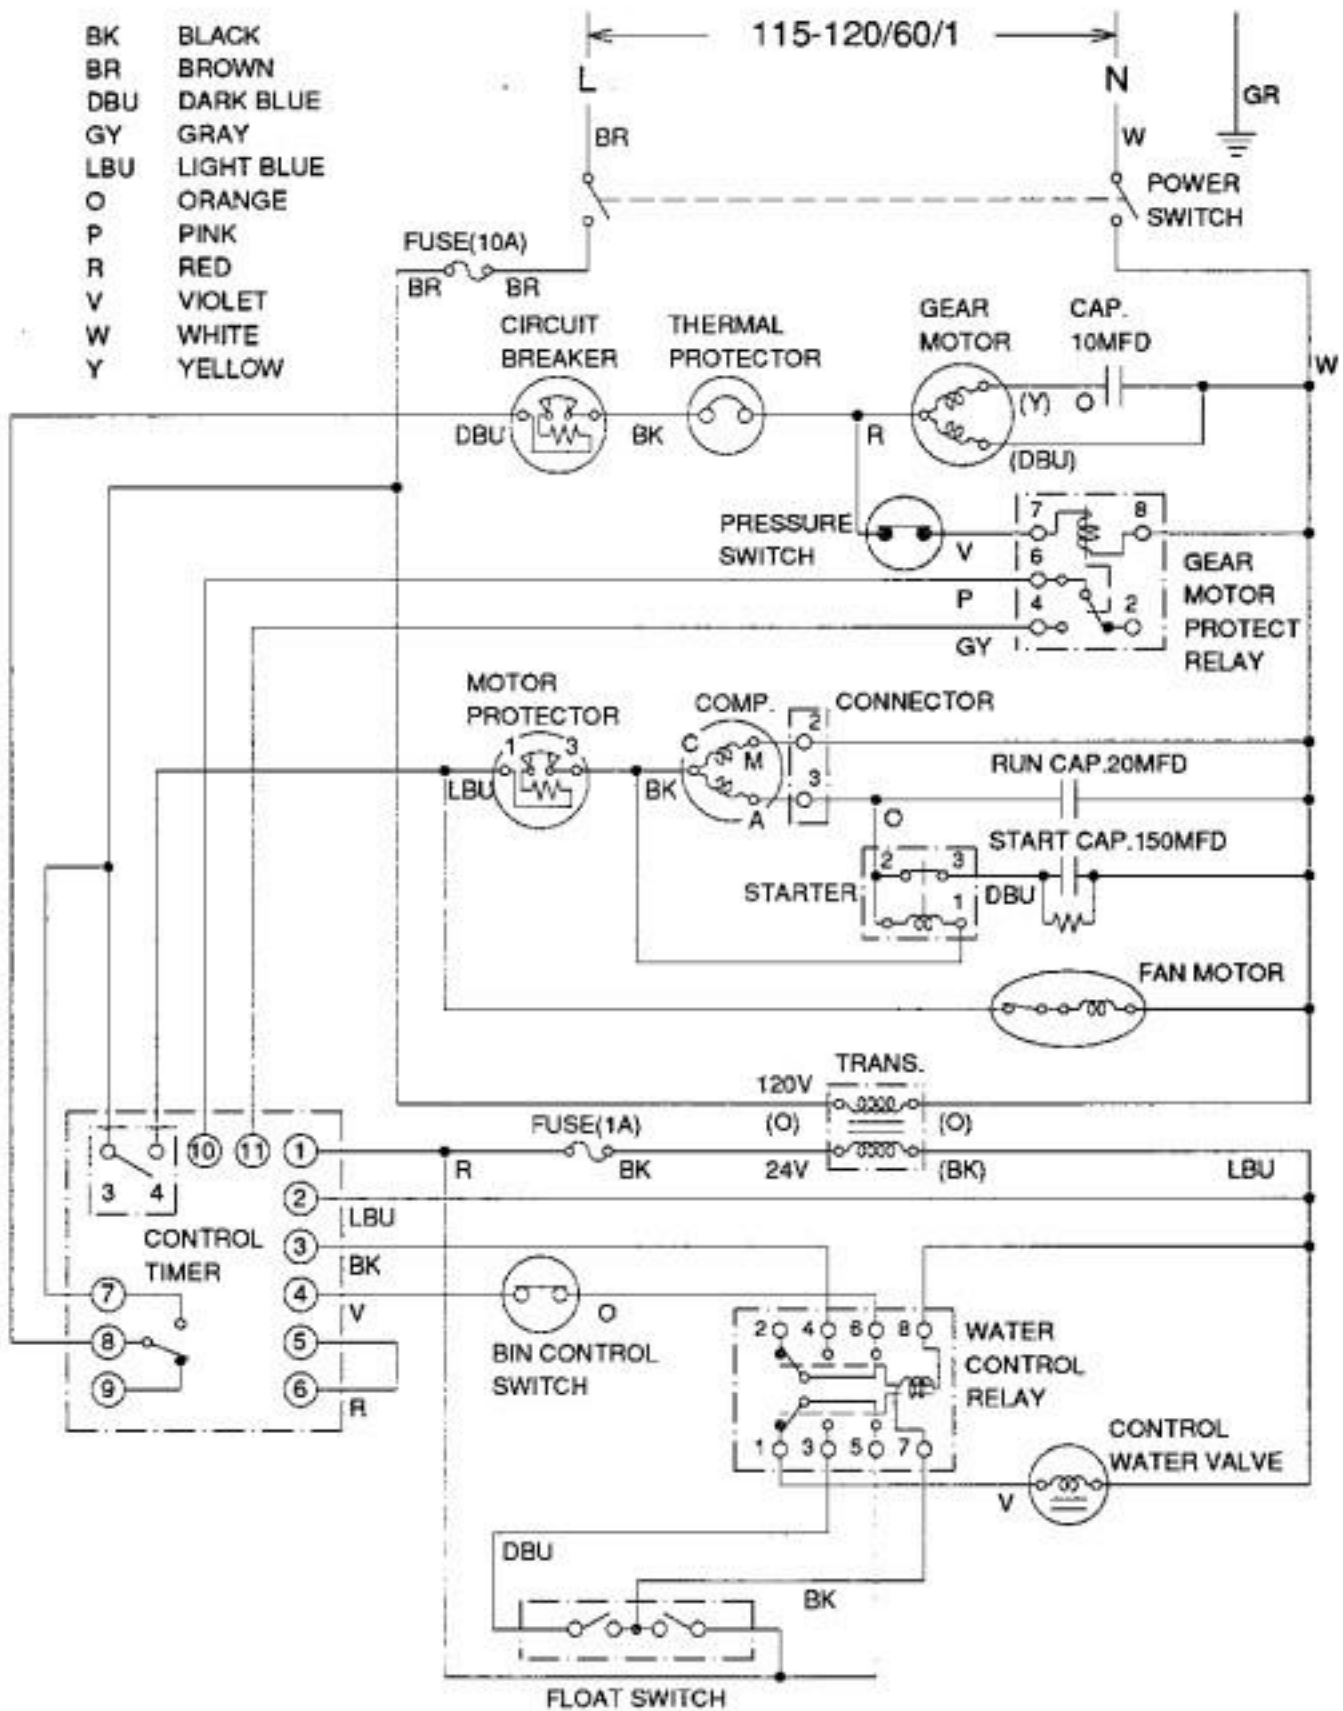 BK BLACK
BR BROWN
DBU DARK BLUE
GY GRAY
LBU LIGHT BLUE
O ORANGE
P PINK
R RED
V VIOLET
W WHITE
Y YELLOW
115-120/60/1
L
N
GR
BR
W
POWER
SWITCH
FUSE(10A)
BR
BR
CIRCUIT
BREAKER
THERMAL
PROTECTOR
GEAR
MOTOR
CAP.
10MFD
W
DBU
BK
R
(Y)
O
(DBU)
PRESSURE
SWITCH
V
7
8
6
P
4
2
GY
GEAR
MOTOR
PROTECT
RELAY
MOTOR
PROTECTOR
1
3
LBU
BK
COMP.
C
M
A
CONNECTOR
2
3
RUN CAP.20MFD
O
START CAP.150MFD
STARTER
2
3
1
DBU
FAN MOTOR
TRANS.
120V
(O)
(O)
FUSE(1A)
R
BK
24V
(BK)
LBU
3
4
10
11
1
2
LBU
CONTROL
TIMER
3
BK
7
4
V
8
5
9
6
R
BIN CONTROL
SWITCH
O
2
4
6
8
WATER
CONTROL
RELAY
1
3
5
7
CONTROL
WATER VALVE
V
DBU
BK
FLOAT SWITCH